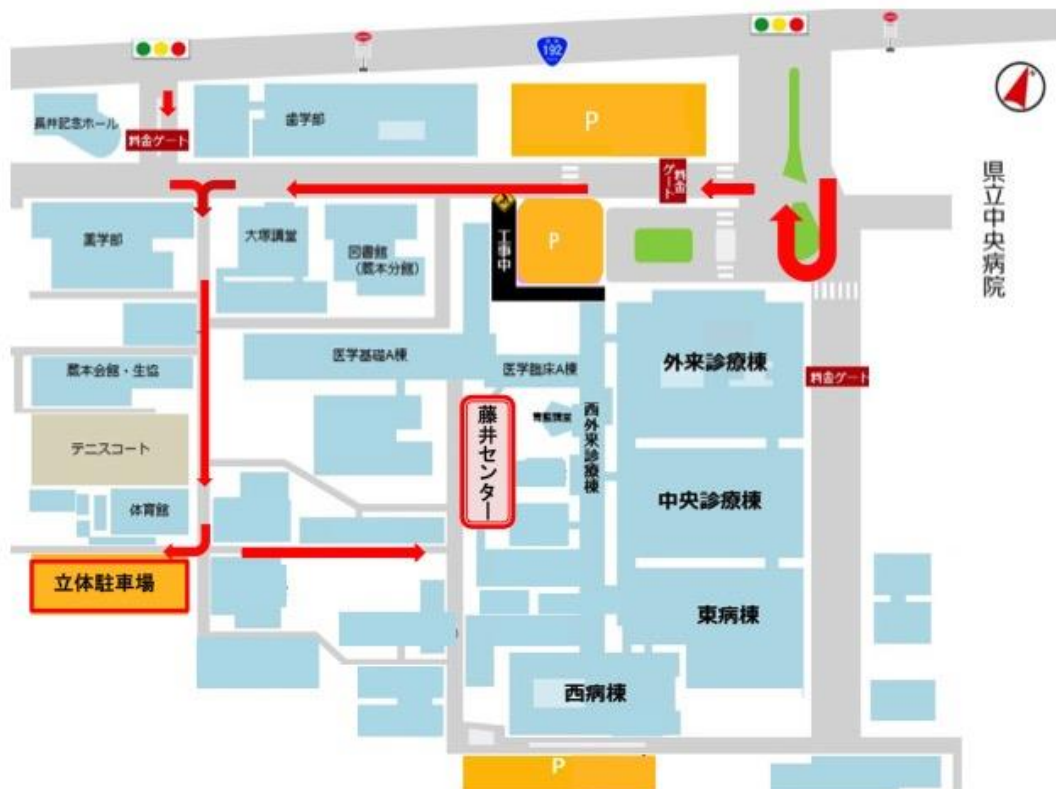 192
長井記念ホール
料金ゲート
歯学部
P
料金
ゲート
県立中央病院
薬学部
大塚講堂
図書館
(蔵本分館)
工事中
P
医学基礎A棟
医学臨床A棟
外来診療棟
料金ゲート
蔵本会館・生協
藤井センター
西外来診療棟
テニスコート
中央診療棟
体育館
立体駐車場
東病棟
西病棟
P